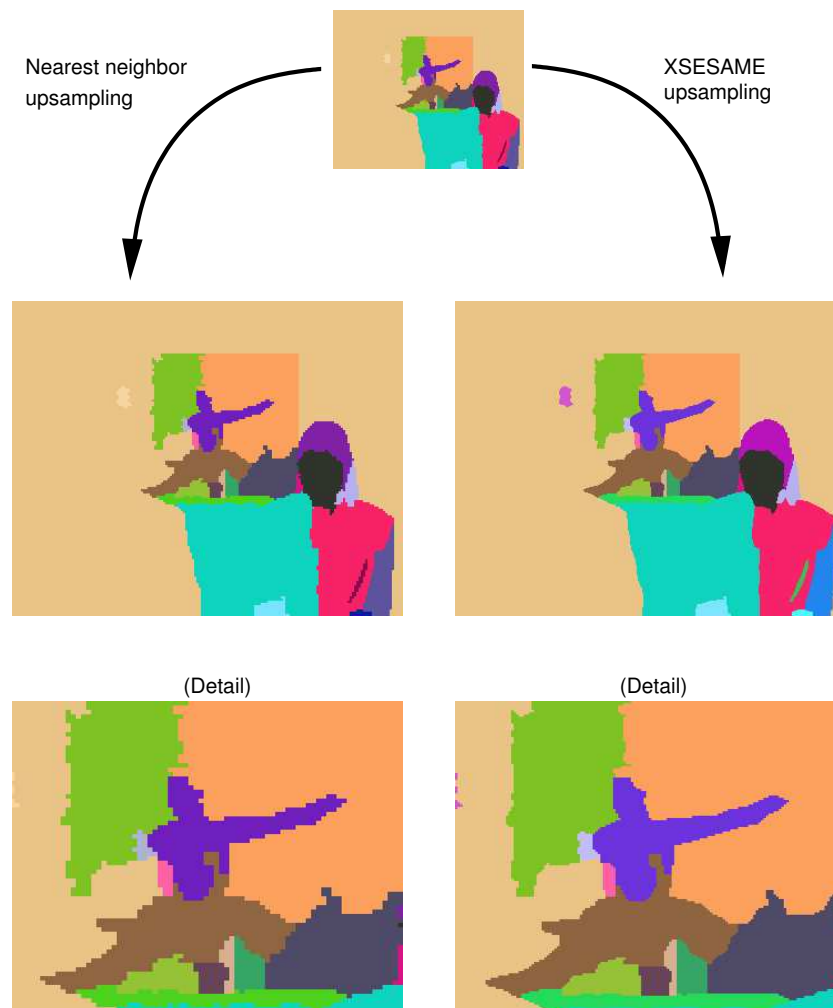 Nearest neighbor
upsampling
XSESAME
upsampling
(Detail)
(Detail)